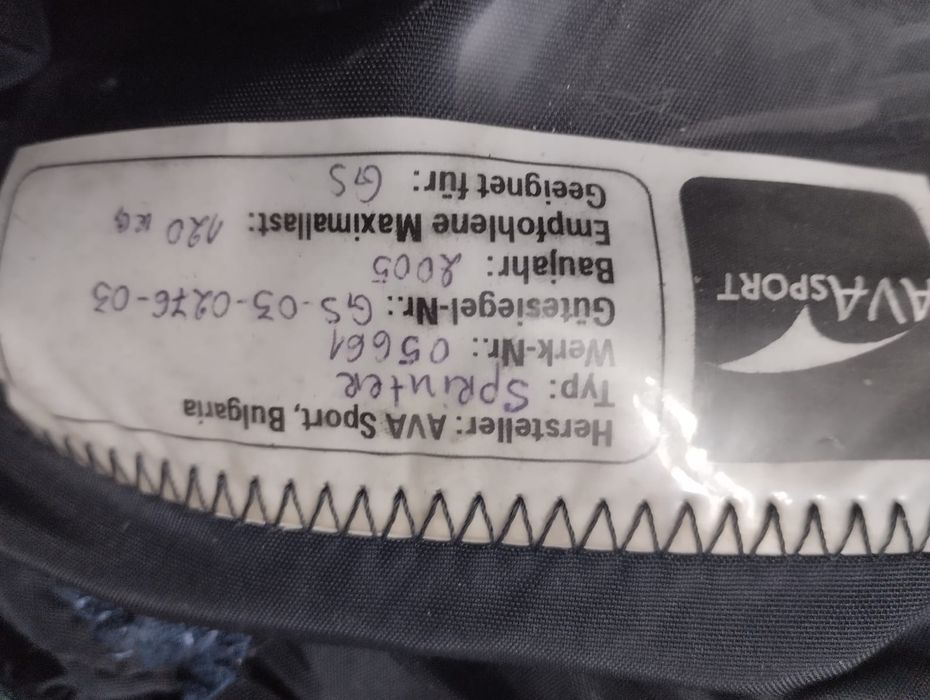 AVASPORT
Hersteller: AVA Sport, Bulgaria
Typ: SPRINTER
Werk-Nr.: 05661
Gütesiegel-Nr.: GS-03-0276-03
Baujahr: 2005
Empfohlene Maximallast: 120 KG
Geeignet für: GS